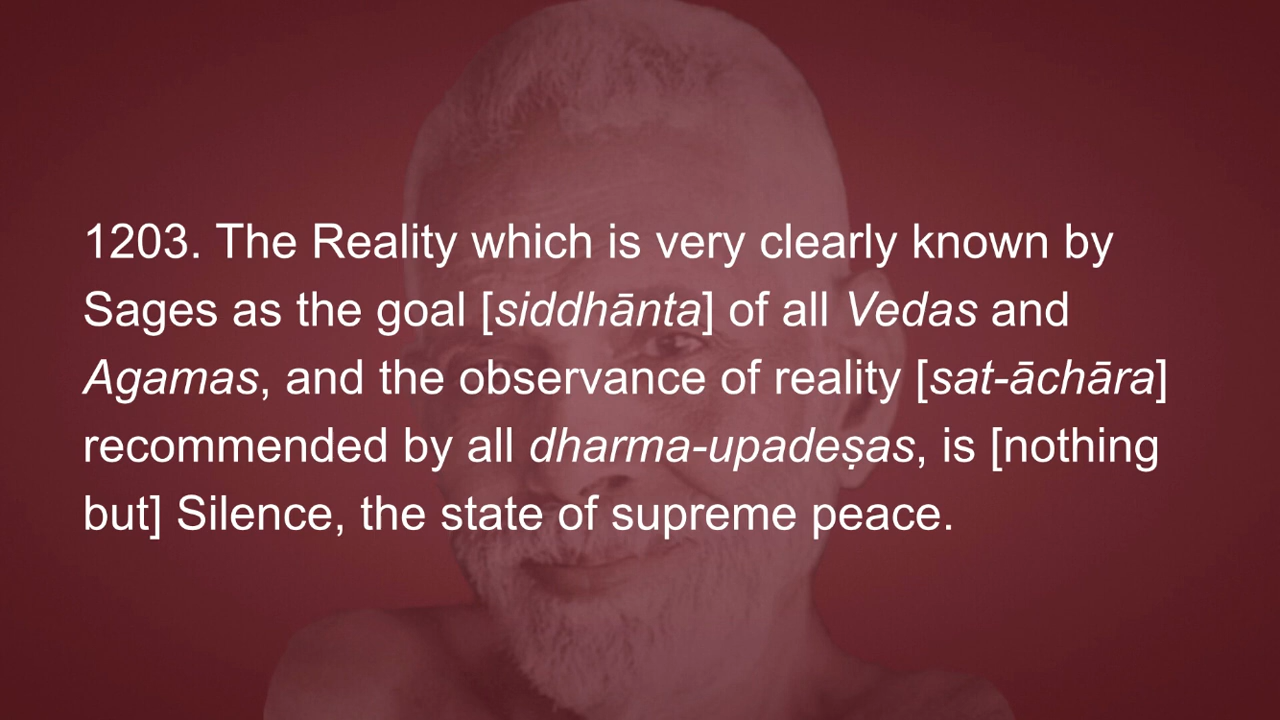 1203. The Reality which is very clearly known by
Sages as the goal [siddhānta] of all Vedas and
Agamas, and the observance of reality [sat-āchāra]
recommended by all dharma-upadeṣas, is [nothing
but] Silence, the state of supreme peace.